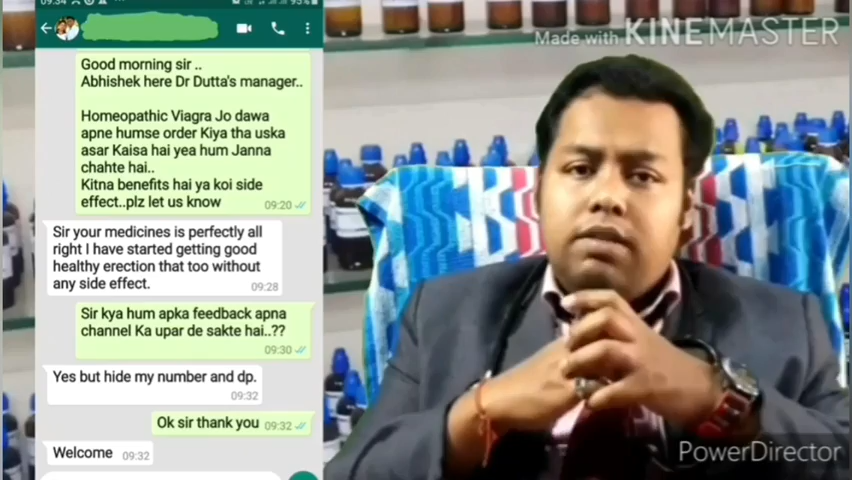 09:34
95%
Made with KINEMASTER
Good morning sir ..
Abhishek here Dr Dutta's manager..
Homeopathic Viagra Jo dawa
apne humse order Kiya tha uska
asar Kaisa hai yea hum Janna
chahte hai..
Kitna benefits hai ya koi side
effect..plz let us know
09:20
Sir your medicines is perfectly all
right I have started getting good
healthy erection that too without
any side effect.
09:28
Sir kya hum apka feedback apna
channel Ka upar de sakte hai..??
09:30
Yes but hide my number and dp.
09:32
Ok sir thank you 09:32
Welcome 09:32
PowerDirector